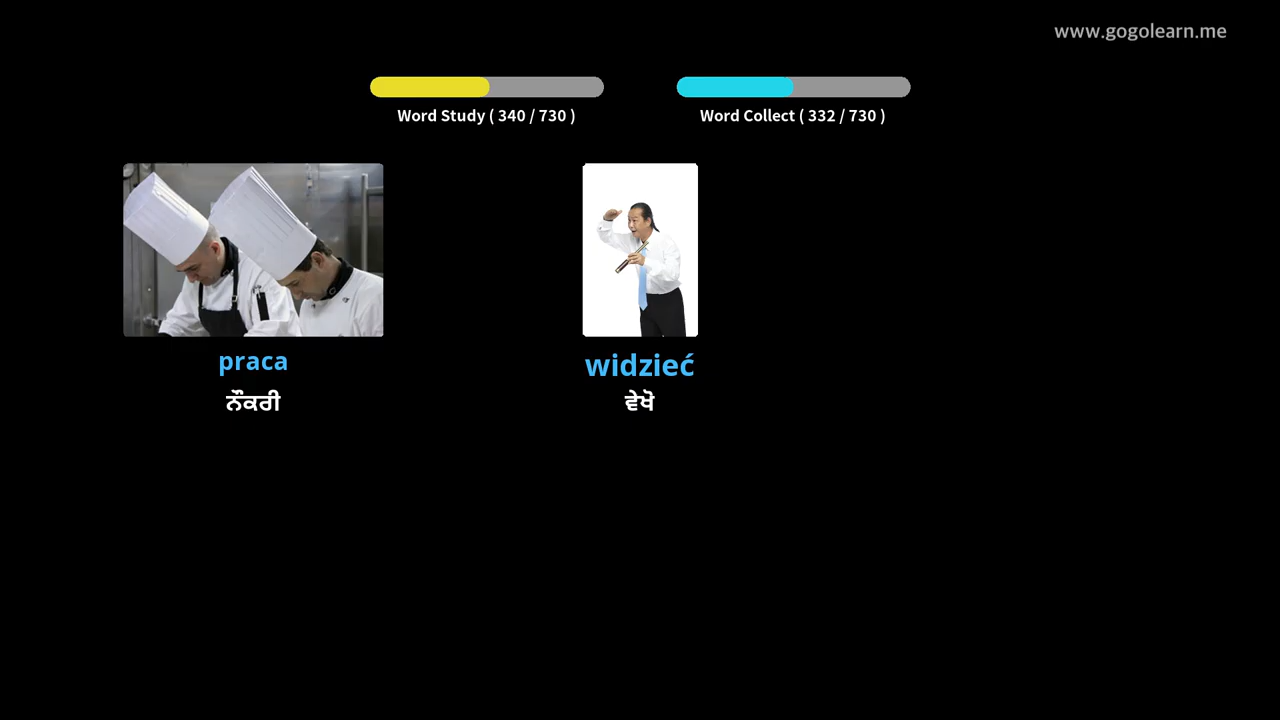 www.gogolearn.me
Word Study ( 340 / 730 )
Word Collect ( 332 / 730 )
praca
widzieć
ਨੌਕਰੀ
ਵੇਖੋ